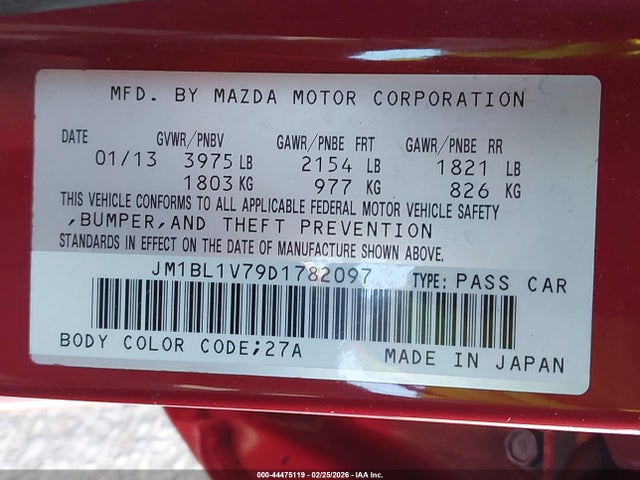 MFD. BY MAZDA MOTOR CORPORATION
DATE GVWR/PNBV GAWR/PNBE FRT GAWR/PNBE RR
01/13 3975 LB 2154 LB 1821 LB
1803 KG 977 KG 826 KG
THIS VEHICLE CONFORMS TO ALL APPLICABLE FEDERAL MOTOR VEHICLE SAFETY
,BUMPER,AND THEFT PREVENTION
STANDARDS IN EFFECT ON THE DATE OF MANUFACTURE SHOWN ABOVE.
JM1BL1V79D1782097 TYPE: PASS CAR
BODY COLOR CODE;27A MADE IN JAPAN
000-44475119 - 02/25/2026 - IAA Inc.